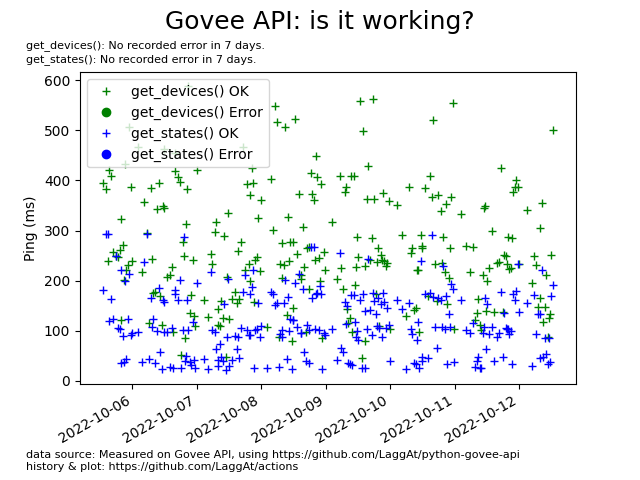 Govee API: is it working?
get_devices(): No recorded error in 7 days.
get_states(): No recorded error in 7 days.
600
500
400
300
200
100
0
Ping (ms)
get_devices() OK
get_devices() Error
get_states() OK
get_states() Error
2022-10-06
2022-10-07
2022-10-08
2022-10-09
2022-10-10
2022-10-11
2022-10-12
data source: Measured on Govee API, using https://github.com/LaggAt/python-govee-api
history & plot: https://github.com/LaggAt/actions